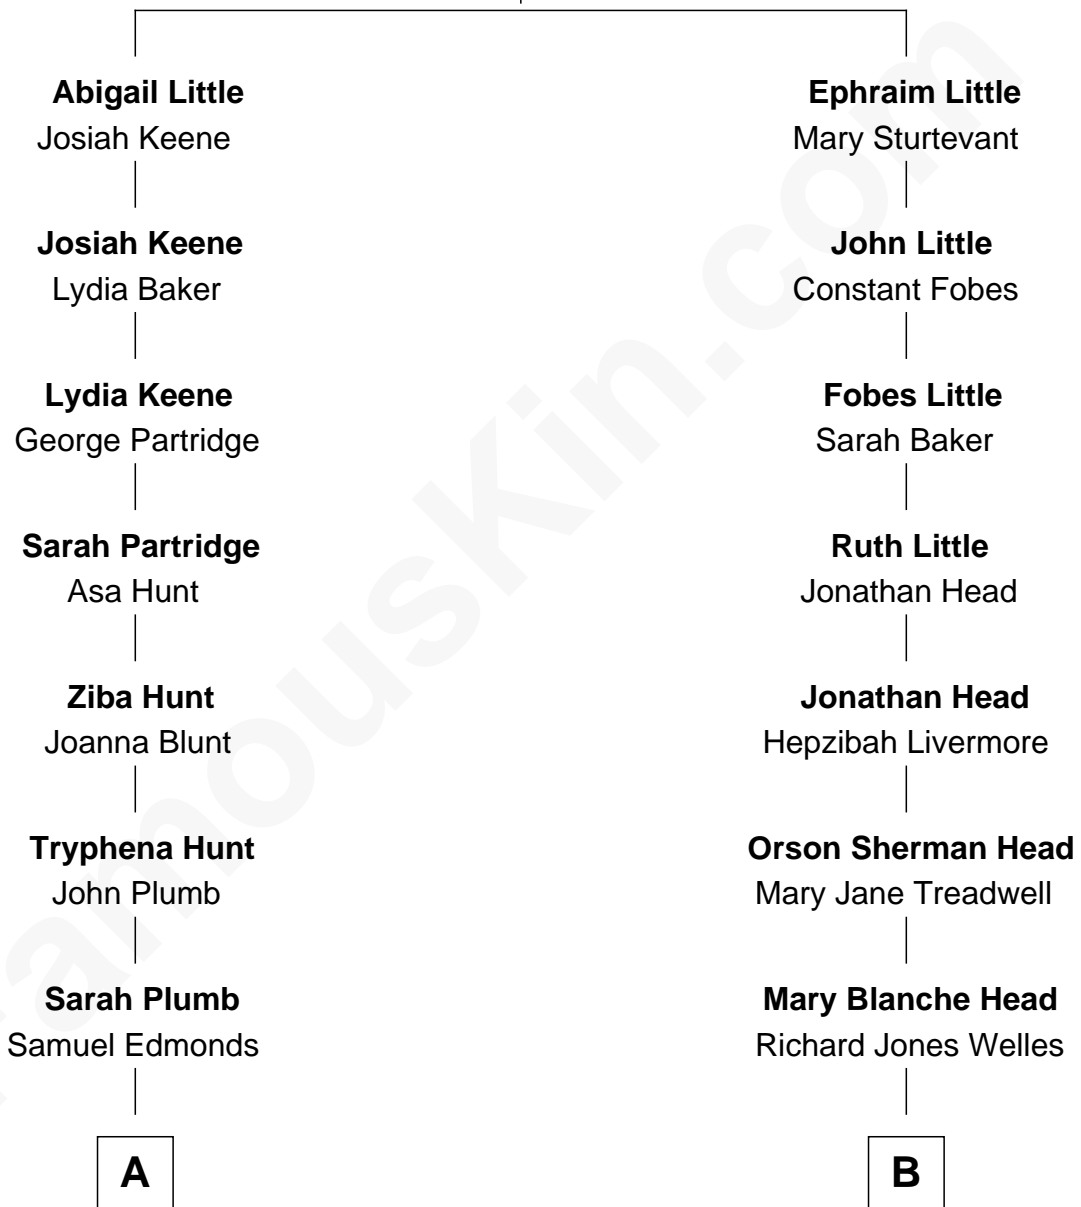 Abigail Little
Josiah Keene
Josiah Keene
Lydia Baker
Lydia Keene
George Partridge
Sarah Partridge
Asa Hunt
Ziba Hunt
Joanna Blunt
Tryphena Hunt
John Plumb
Sarah Plumb
Samuel Edmonds
A
Ephraim Little
Mary Sturtevant
John Little
Constant Fobes
Fobes Little
Sarah Baker
Ruth Little
Jonathan Head
Jonathan Head
Hepzibah Livermore
Orson Sherman Head
Mary Jane Treadwell
Mary Blanche Head
Richard Jones Welles
B
FamousKin.com